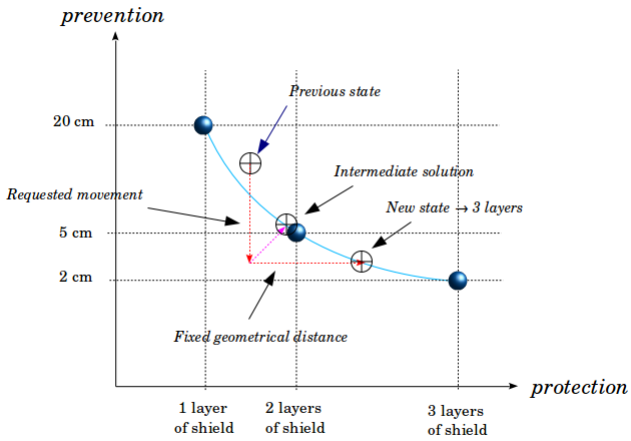 prevention
Previous state
20 cm
Intermediate solution
Requested movement
New state → 3 layers
5 cm
2 cm
Fixed geometrical distance
protection
1 layer
of shield
2 layers
of shield
3 layers
of shield